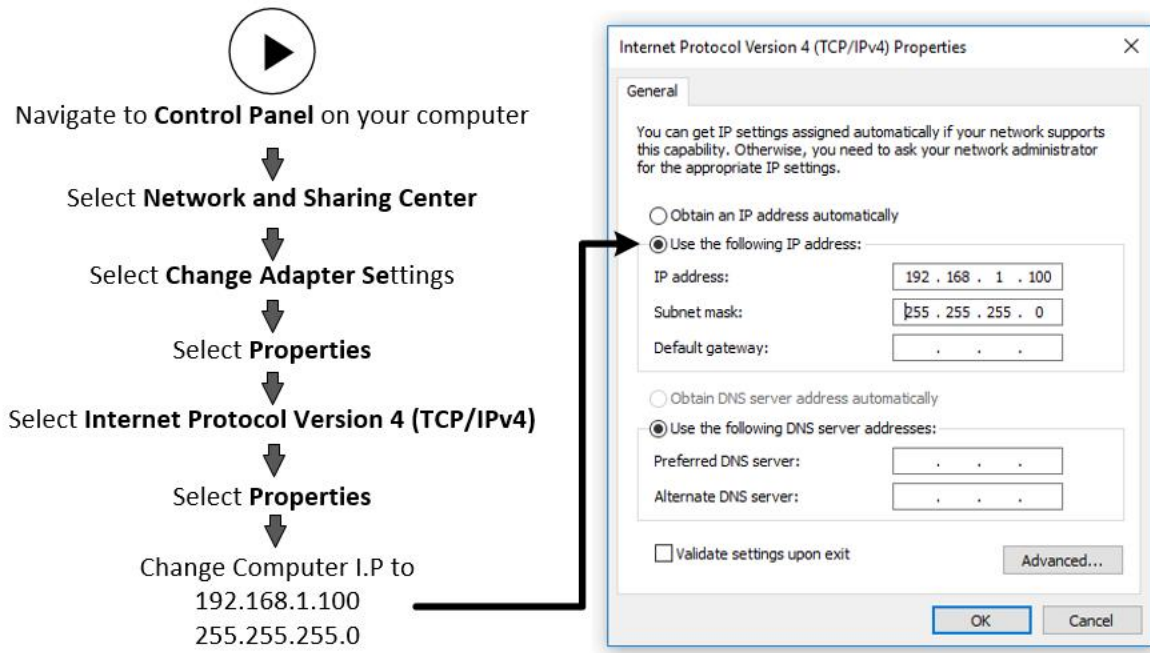 Navigate to Control Panel on your computer
Select Network and Sharing Center
Select Change Adapter Settings
Select Properties
Select Internet Protocol Version 4 (TCP/IPv4)
Select Properties
Change Computer I.P to
192.168.1.100
255.255.255.0
Internet Protocol Version 4 (TCP/IPv4) Properties
General
You can get IP settings assigned automatically if your network supports
this capability. Otherwise, you need to ask your network administrator
for the appropriate IP settings.
Obtain an IP address automatically
Use the following IP address:
IP address: 192 . 168 . 1 . 100
Subnet mask: 255 . 255 . 255 . 0
Default gateway: . . .
Obtain DNS server address automatically
Use the following DNS server addresses:
Preferred DNS server: . . .
Alternate DNS server: . . .
Validate settings upon exit
Advanced...
OK Cancel